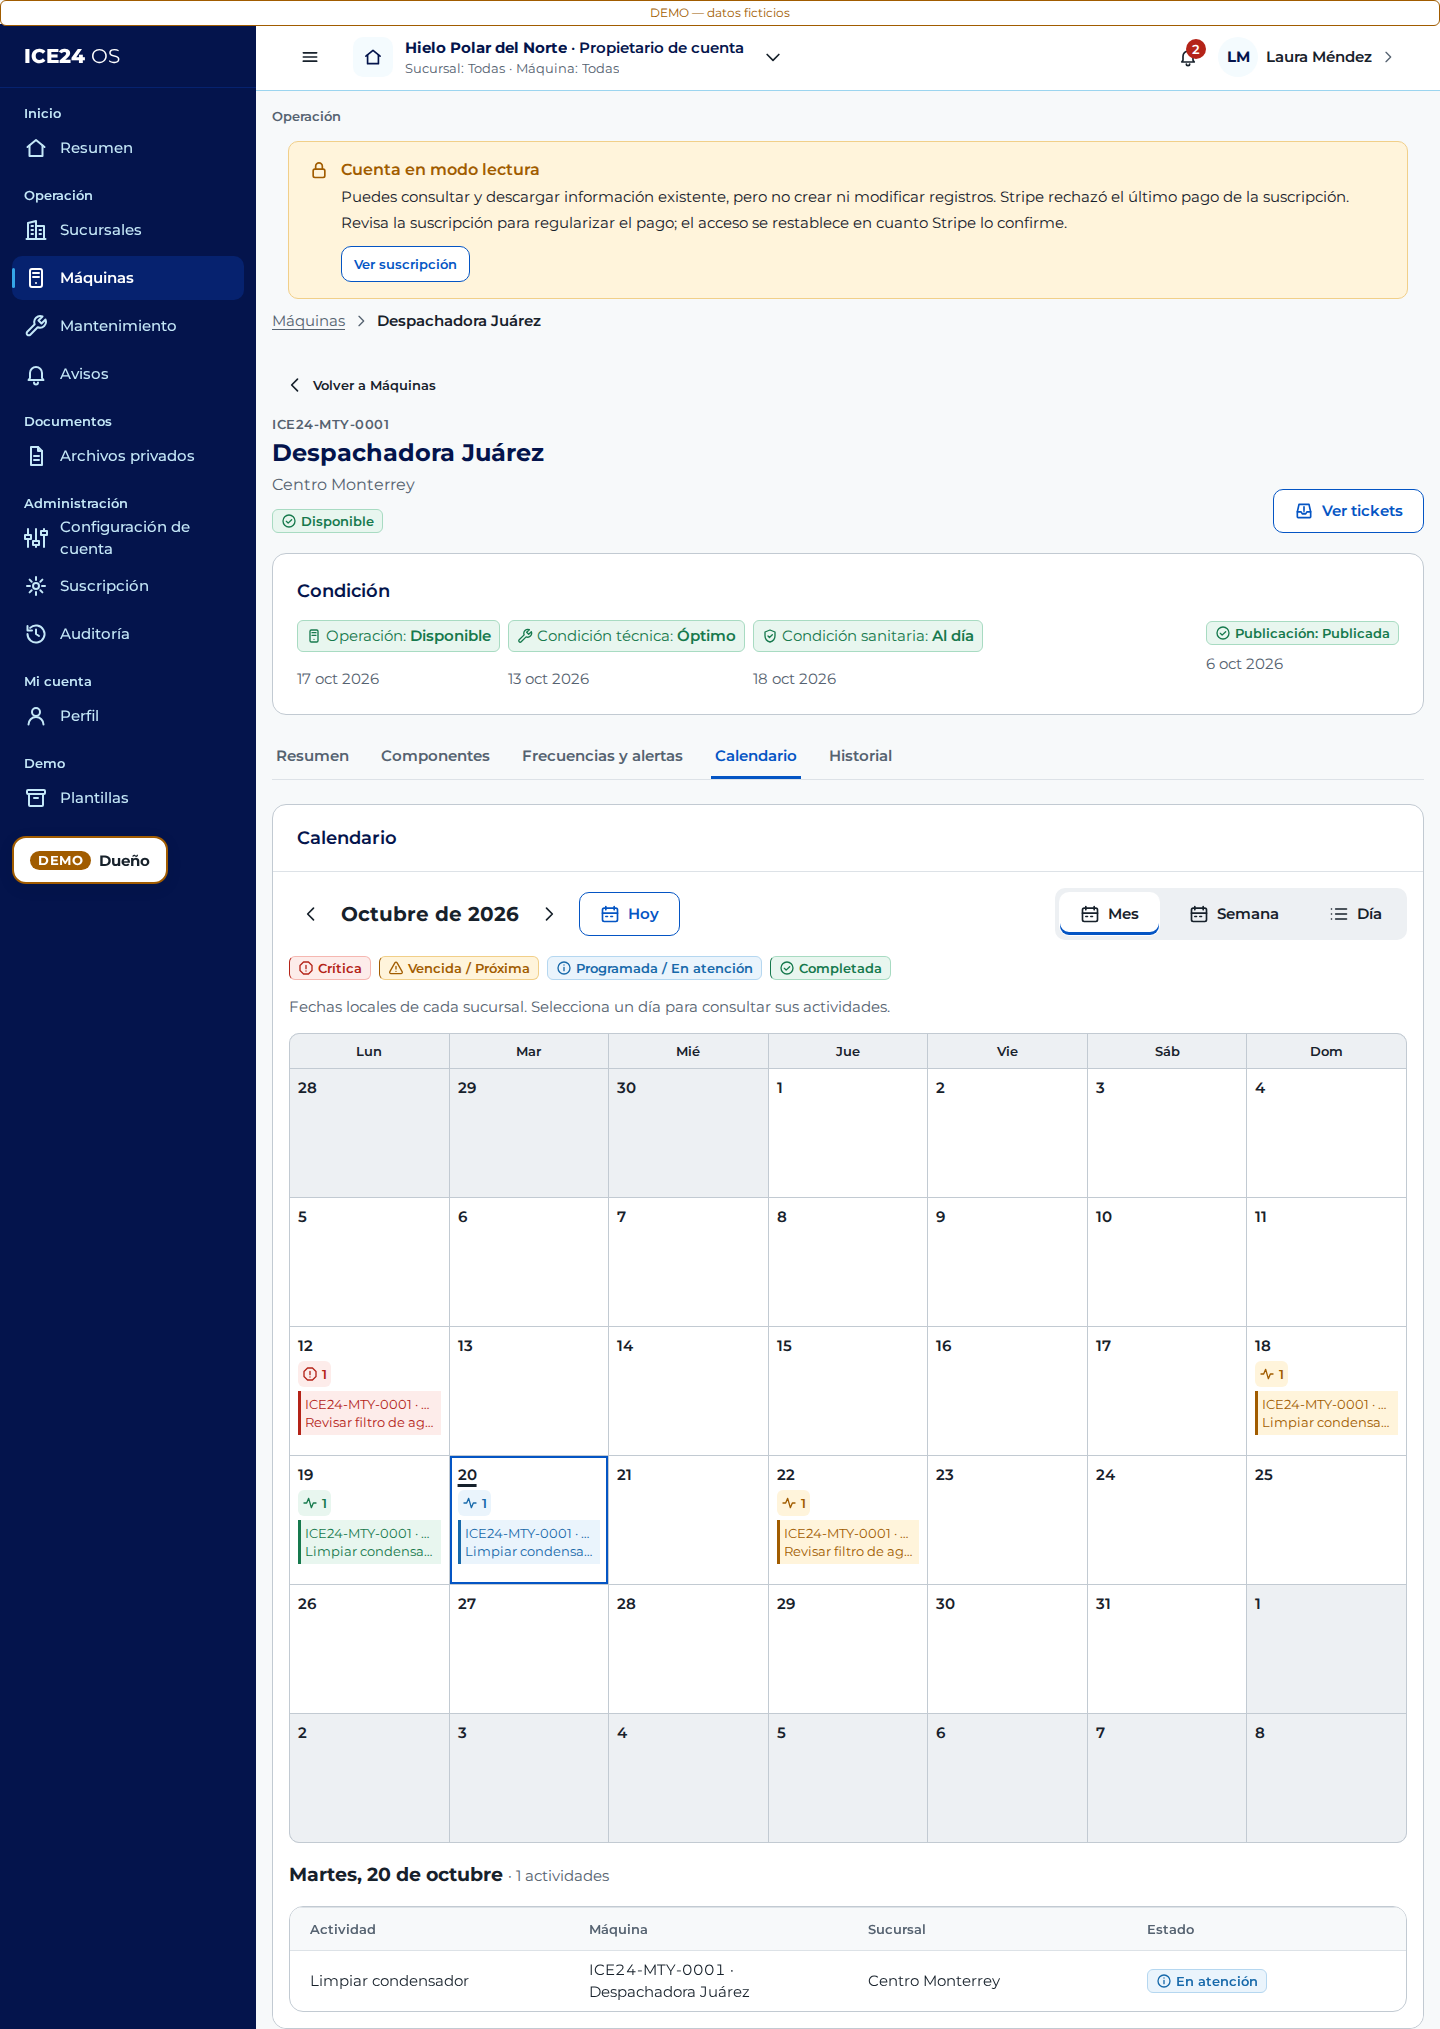 DEMO — datos ficticios
ICE24 OS
Inicio
Resumen
Operación
Sucursales
Máquinas
Mantenimiento
Avisos
Documentos
Archivos privados
Administración
Configuración de
cuenta
Suscripción
Auditoría
Mi cuenta
Perfil
Demo
Plantillas
DEMO Dueño
Hielo Polar del Norte · Propietario de cuenta
Sucursal: Todas · Máquina: Todas
2
LM Laura Méndez
Operación
Cuenta en modo lectura
Puedes consultar y descargar información existente, pero no crear ni modificar registros. Stripe rechazó el último pago de la suscripción.
Revisa la suscripción para regularizar el pago; el acceso se restablece en cuanto Stripe lo confirme.
Ver suscripción
Máquinas Despachadora Juárez
Volver a Máquinas
ICE24-MTY-0001
Despachadora Juárez
Centro Monterrey
Disponible
Ver tickets
Condición
Operación: Disponible Condición técnica: Óptimo Condición sanitaria: Al día Publicación: Publicada
17 oct 2026 13 oct 2026 18 oct 2026 6 oct 2026
Resumen Componentes Frecuencias y alertas Calendario Historial
Calendario
Octubre de 2026 Hoy Mes Semana Día
Crítica Vencida / Próxima Programada / En atención Completada
Fechas locales de cada sucursal. Selecciona un día para consultar sus actividades.
Lun Mar Mié Jue Vie Sáb Dom
28 29 30 1 2 3 4
5 6 7 8 9 10 11
12 13 14 15 16 17 18
1 1
ICE24-MTY-0001 · … ICE24-MTY-0001 · …
Revisar filtro de ag… Limpiar condensa…
19 20 21 22 23 24 25
1 1 1
ICE24-MTY-0001 · … ICE24-MTY-0001 · … ICE24-MTY-0001 · …
Limpiar condensa… Limpiar condensa… Revisar filtro de ag…
26 27 28 29 30 31 1
2 3 4 5 6 7 8
Martes, 20 de octubre · 1 actividades
Actividad Máquina Sucursal Estado
Limpiar condensador ICE24-MTY-0001 · Centro Monterrey En atención
Despachadora Juárez